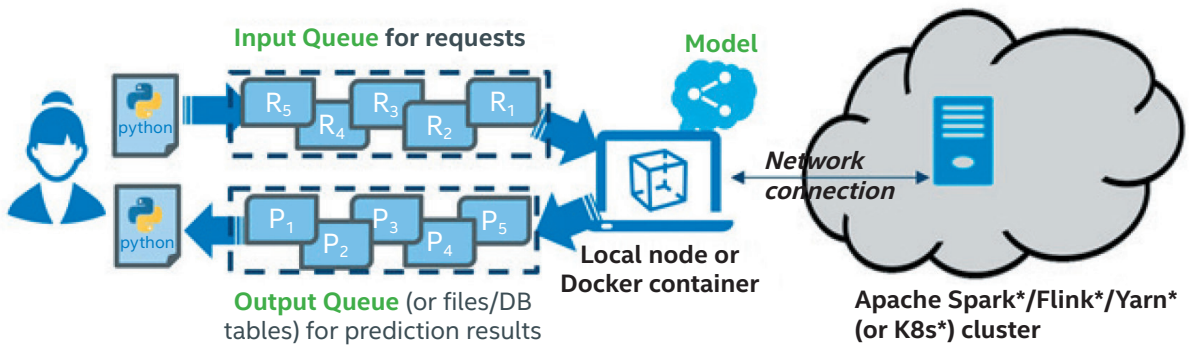 Input Queue for requests
Model
python
R5
R4
R3
R2
R1
Network
connection
python
P1
P2
P3
P4
P5
Local node or
Docker container
Output Queue (or files/DB
tables) for prediction results
Apache Spark*/Flink*/Yarn*
(or K8s*) cluster